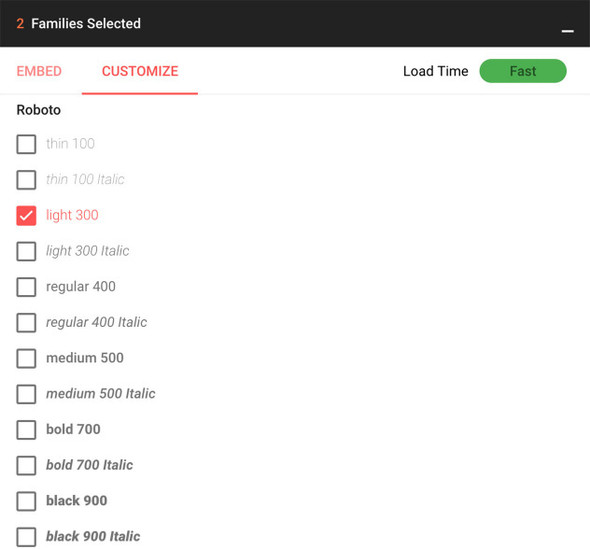 2 Families Selected
EMBED CUSTOMIZE Load Time Fast
Roboto
thin 100
thin 100 Italic
light 300
light 300 Italic
regular 400
regular 400 Italic
medium 500
medium 500 Italic
bold 700
bold 700 Italic
black 900
black 900 Italic